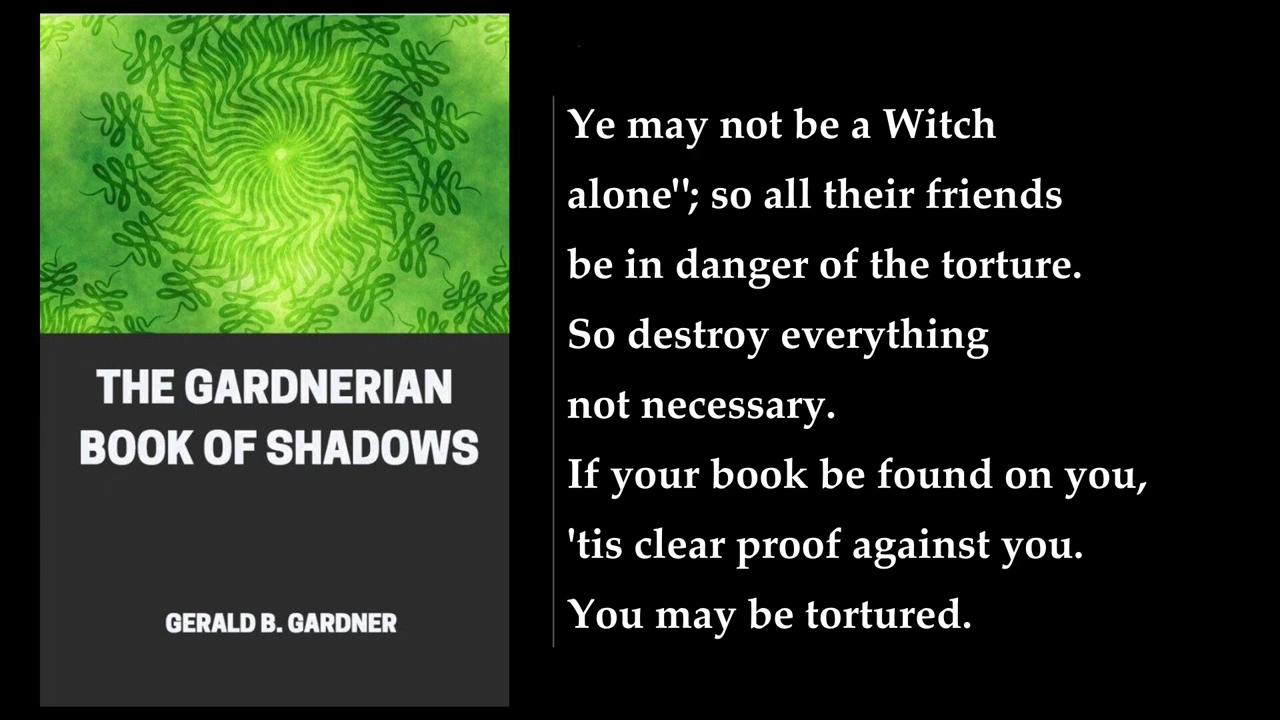 THE GARDNERIAN
BOOK OF SHADOWS
GERALD B. GARDNER
Ye may not be a Witch
alone"; so all their friends
be in danger of the torture.
So destroy everything
not necessary.
If your book be found on you,
'tis clear proof against you.
You may be tortured.